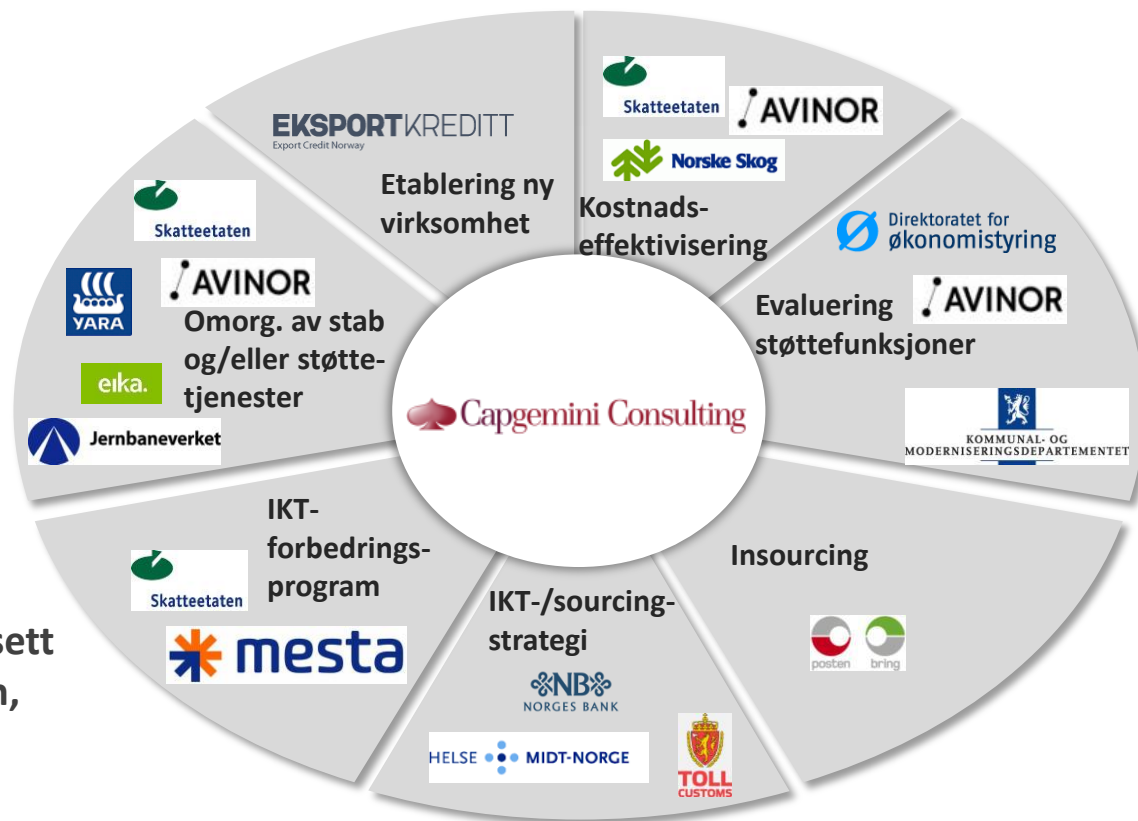 EKSPORTKREDITT
Export Credit Norway
Etablering ny
virksomhet
Skatteetaten
AVINOR
Norske Skog
Kostnads-
effektivisering
Direktoratet for
økonomistyring
AVINOR
Evaluering
støttefunksjoner
KOMMUNAL- OG
MODERNISERINGSDEPARTEMENTET
Insourcing
posten bring
IKT-/sourcing-
strategi
NB
NORGES BANK
HELSE MIDT-NORGE
TOLL
CUSTOMS
IKT-
forbedrings-
program
Skatteetaten
mesta
Skatteetaten
YARA
AVINOR
Omorg. av stab
og/eller støtte-
tjenester
eika.
Jernbaneverket
Capgemini Consulting
sett
,